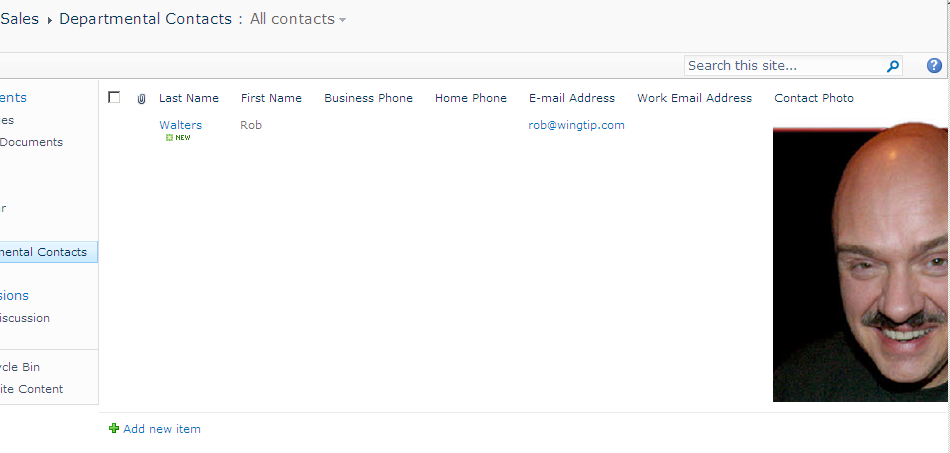 Sales ▸ Departmental Contacts : All contacts
Search this site...
ents
Last Name First Name Business Phone Home Phone E-mail Address Work Email Address Contact Photo
es
Walters Rob rob@wingtip.com
NEW
Documents
r
mental Contacts
sions
iscussion
ycle Bin
ite Content
Add new item